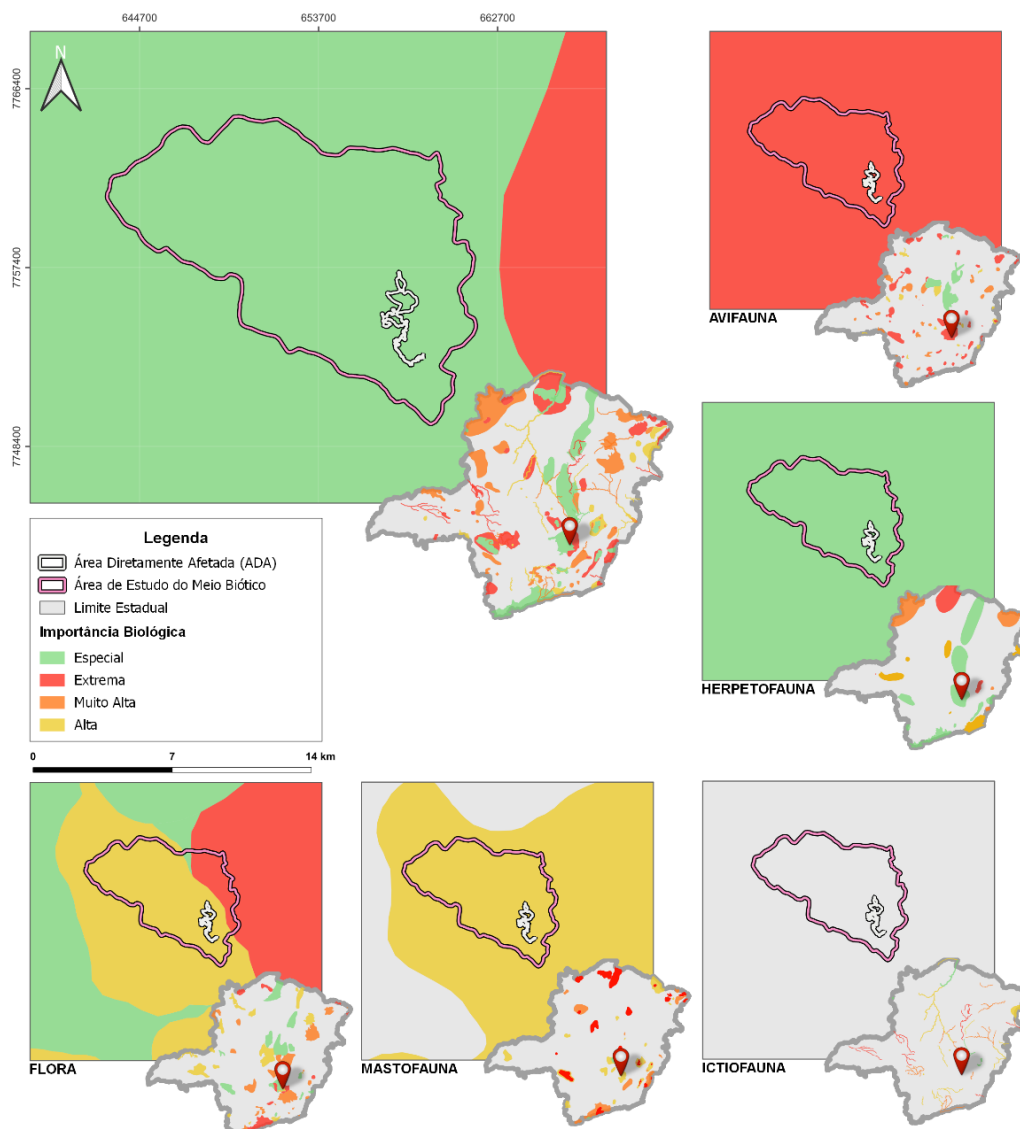 644700 653700 662700
N
7766400
7757400
7748400
AVIFAUNA
Legenda
Área Diretamente Afetada (ADA)
Área de Estudo do Meio Biótico
Limite Estadual
Importância Biológica
Especial
Extrema
Muito Alta
Alta
HERPETOFAUNA
0 7 14 km
FLORA
MASTOFAUNA
ICTIOFAUNA